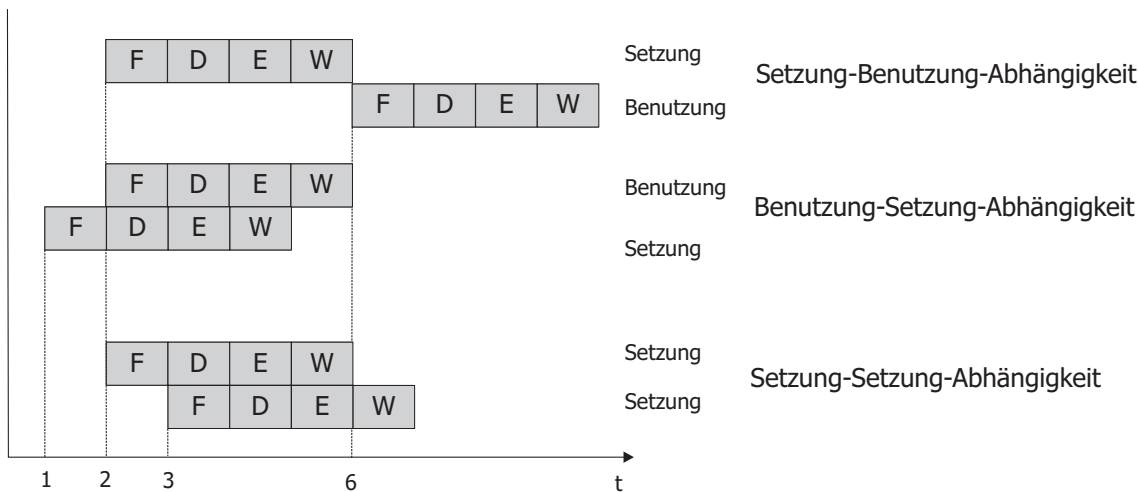 F D E W Setzung
Setzung-Benutzung-Abhängigkeit
F D E W Benutzung
F D E W Benutzung
Benutzung-Setzung-Abhängigkeit
F D E W Setzung
F D E W Setzung
Setzung-Setzung-Abhängigkeit
F D E W Setzung
1 2 3 6 t